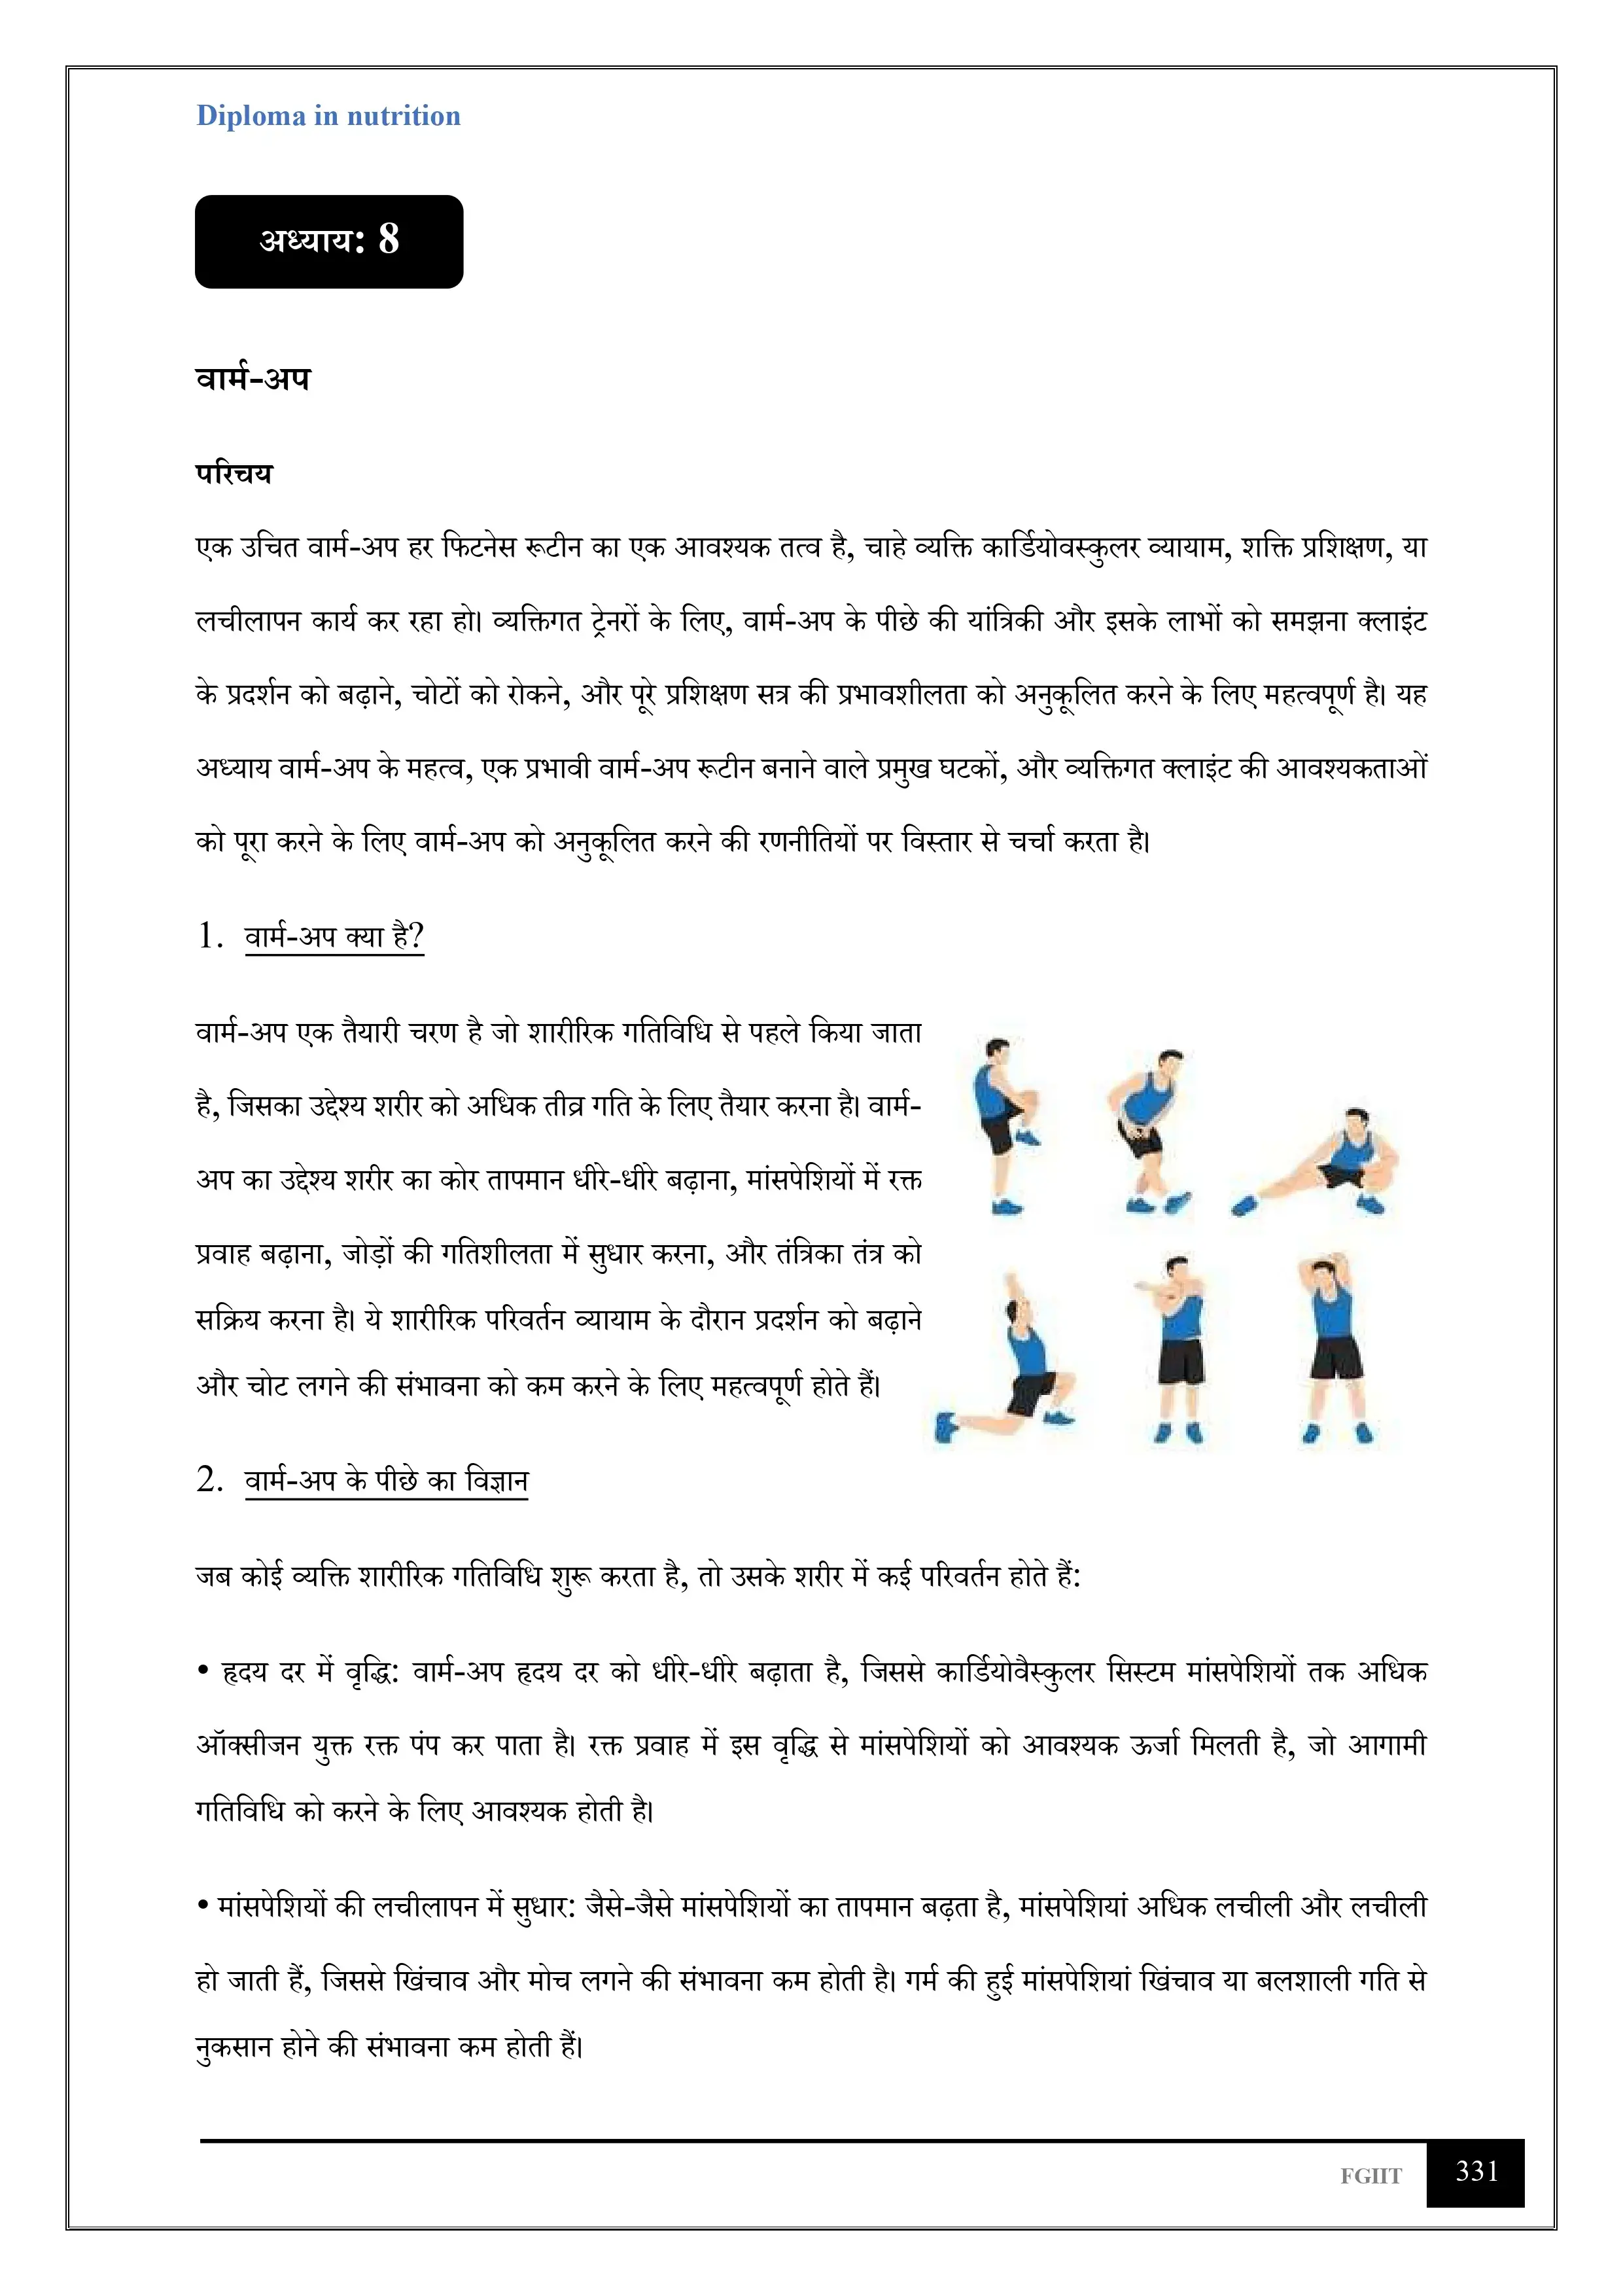 Diploma in nutrition
अध्याय: 8
वार्म-अप
परिचय
एक उचित वार्म-अप हर फिटनेस रूटीन का एक आवश्यक तत्व है, चाहे व्यक्ति कार्डियोवस्कुलर व्यायाम, शक्ति प्रशिक्षण, या
लचीलापन कार्य कर रहा हो। व्यक्तिगत ट्रेनरों के लिए, वार्म-अप के पीछे की यांत्रिकी और इसके लाभों को समझना क्लाइंट
के प्रदर्शन को बढ़ाने, चोटों को रोकने, और पूरे प्रशिक्षण सत्र की प्रभावशीलता को अनुकूलित करने के लिए महत्वपूर्ण है। यह
अध्याय वार्म-अप के महत्व, एक प्रभावी वार्म-अप रूटीन बनाने वाले प्रमुख घटकों, और व्यक्तिगत क्लाइंट की आवश्यकताओं
को पूरा करने के लिए वार्म-अप को अनुकूलित करने की रणनीतियों पर विस्तार से चर्चा करता है।
1. वार्म-अप क्या है?
वार्म-अप एक तैयारी चरण है जो शारीरिक गतिविधि से पहले किया जाता
है, जिसका उद्देश्य शरीर को अधिक तीव्र गति के लिए तैयार करना है। वार्म-
अप का उद्देश्य शरीर का कोर तापमान धीरे-धीरे बढ़ाना, मांसपेशियों में रक्त
प्रवाह बढ़ाना, जोड़ों की गतिशीलता में सुधार करना, और तंत्रिका तंत्र को
सक्रिय करना है। ये शारीरिक परिवर्तन व्यायाम के दौरान प्रदर्शन को बढ़ाने
और चोट लगने की संभावना को कम करने के लिए महत्वपूर्ण होते हैं।
2. वार्म-अप के पीछे का विज्ञान
जब कोई व्यक्ति शारीरिक गतिविधि शुरू करता है, तो उसके शरीर में कई परिवर्तन होते हैं:
• हृदय दर में वृद्धि: वार्म-अप हृदय दर को धीरे-धीरे बढ़ाता है, जिससे कार्डियोवैस्कुलर सिस्टम मांसपेशियों तक अधिक
ऑक्सीजन युक्त रक्त पंप कर पाता है। रक्त प्रवाह में इस वृद्धि से मांसपेशियों को आवश्यक ऊर्जा मिलती है, जो आगामी
गतिविधि को करने के लिए आवश्यक होती है।
• मांसपेशियों की लचीलापन में सुधार: जैसे-जैसे मांसपेशियों का तापमान बढ़ता है, मांसपेशियां अधिक लचीली और लचीली
हो जाती हैं, जिससे खिंचाव और मोच लगने की संभावना कम होती है। गर्म की हुई मांसपेशियां खिंचाव या बलशाली गति से
नुकसान होने की संभावना कम होती हैं।
FGIIT 331